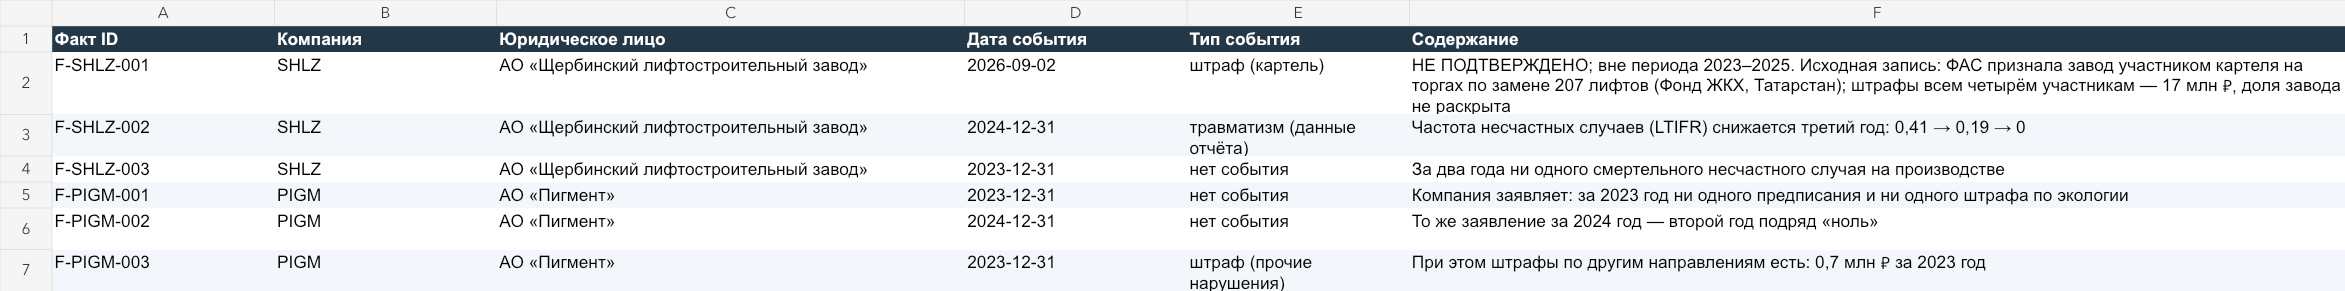 A B C D E F
1 Факт ID Компания Юридическое лицо Дата события Тип события Содержание
2 F-SHLZ-001 SHLZ АО «Щербинский лифтостроительный завод» 2026-09-02 штраф (картель) НЕ ПОДТВЕРЖДЕНО; вне периода 2023–2025. Исходная запись: ФАС признала завод участником картеля на
торгах по замене 207 лифтов (Фонд ЖКХ, Татарстан); штрафы всем четырём участникам — 17 млн ₽, доля завода
не раскрыта
3 F-SHLZ-002 SHLZ АО «Щербинский лифтостроительный завод» 2024-12-31 травматизм (данные Частота несчастных случаев (LTIFR) снижается третий год: 0,41 → 0,19 → 0
отчёта)
4 F-SHLZ-003 SHLZ АО «Щербинский лифтостроительный завод» 2023-12-31 нет события За два года ни одного смертельного несчастного случая на производстве
5 F-PIGM-001 PIGM АО «Пигмент» 2023-12-31 нет события Компания заявляет: за 2023 год ни одного предписания и ни одного штрафа по экологии
6 F-PIGM-002 PIGM АО «Пигмент» 2024-12-31 нет события То же заявление за 2024 год — второй год подряд «ноль»
7 F-PIGM-003 PIGM АО «Пигмент» 2023-12-31 штраф (прочие При этом штрафы по другим направлениям есть: 0,7 млн ₽ за 2023 год
нарушения)